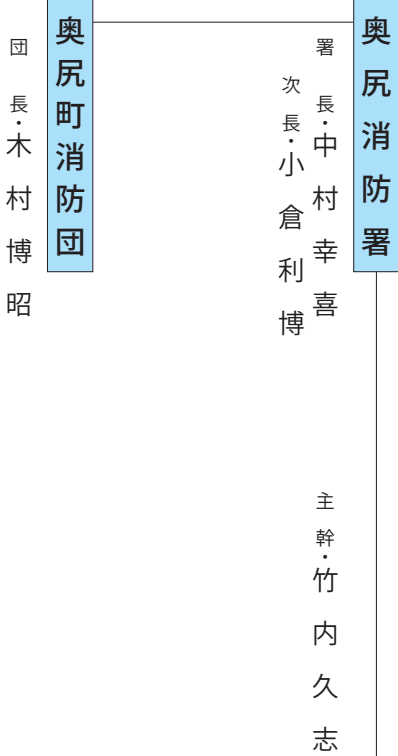 奥尻消防署
署長・中村幸喜
次長・小倉利博
主幹・竹内久志
奥尻町消防団
団長・木村博昭